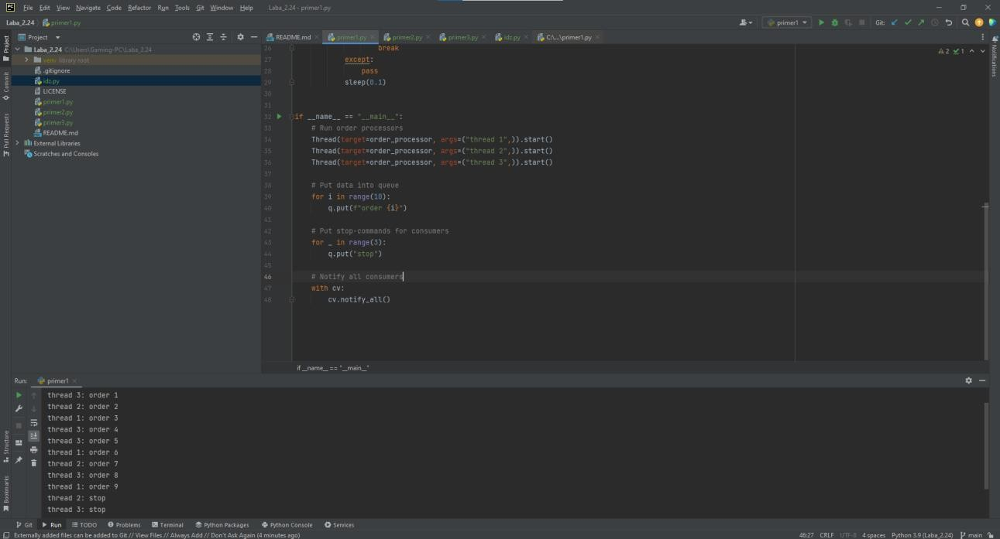 File Edit View Navigate Code Refactor Run Tools Git Window Help Laba_2.24 - primer1.py
Laba_2.24 primer1.py primer1 Git:
Project README.md primer1.py primer2.py primer3.py idz.py C:\...\primer1.py
Laba_2.24 C:\Users\Gaming-PC\Laba_2.24
venv library root
.gitignore
idz.py
LICENSE
primer1.py
primer2.py
primer3.py
README.md
External Libraries
Scratches and Consoles
Project
Commit
Pull Requests
Structure
Bookmarks
Notifications
2 1
26 break
27 except:
28 pass
29 sleep(0.1)
30
31
32 if __name__ == "__main__":
33 # Run order processors
34 Thread(target=order_processor, args=("thread 1",)).start()
35 Thread(target=order_processor, args=("thread 2",)).start()
36 Thread(target=order_processor, args=("thread 3",)).start()
37
38 # Put data into queue
39 for i in range(10):
40 q.put(f"order {i}")
41
42 # Put stop-commands for consumers
43 for _ in range(3):
44 q.put("stop")
45
46 # Notify all consumers
47 with cv:
48 cv.notify_all()
if __name__ == "__main__"
Run: primer1
thread 3: order 1
thread 2: order 2
thread 1: order 3
thread 3: order 4
thread 3: order 5
thread 1: order 6
thread 2: order 7
thread 3: order 8
thread 1: order 9
thread 2: stop
thread 3: stop
Git Run TODO Problems Terminal Python Packages Python Console Services
Externally added files can be added to Git // View Files // Always Add // Don't Ask Again (4 minutes ago) 46:27 CRLF UTF-8 4 spaces Python 3.9 (Laba_2.24) main